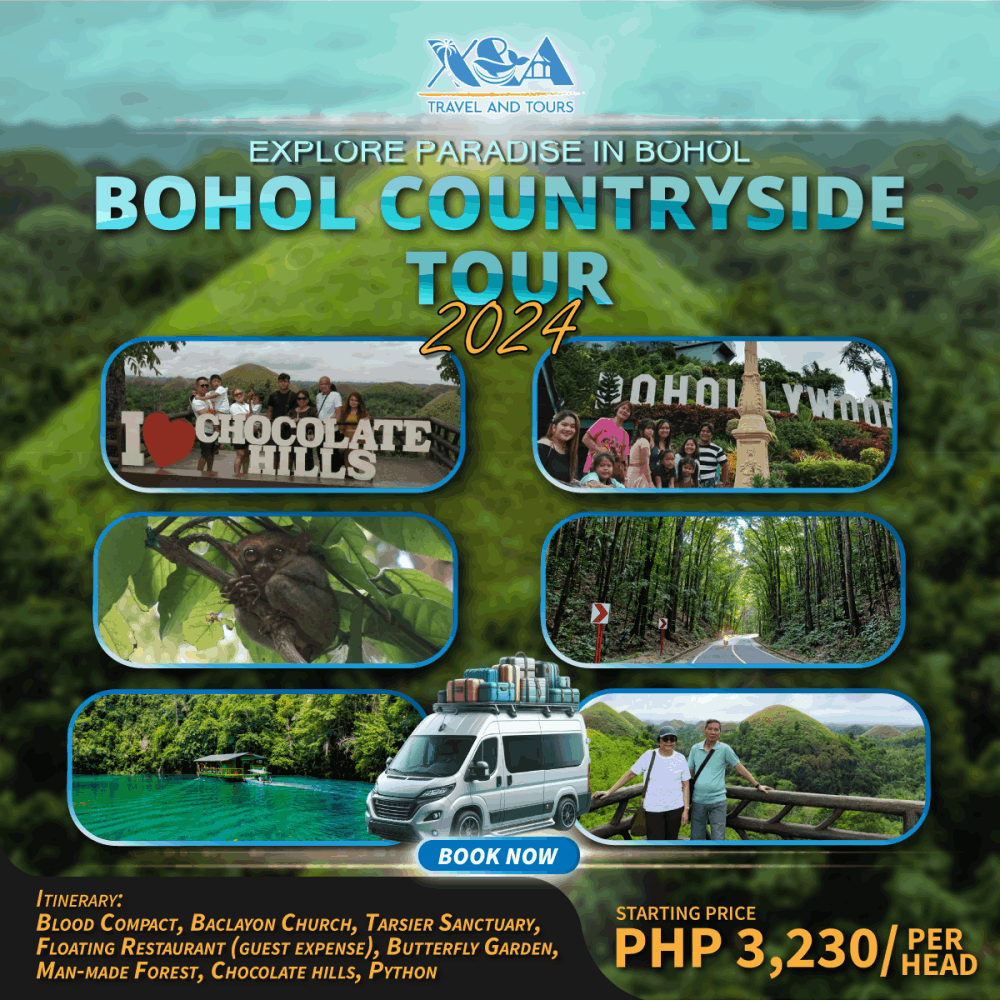 X&A
TRAVEL AND TOURS
EXPLORE PARADISE IN BOHOL
BOHOL COUNTRYSIDE
TOUR
2024
I
CHOCOLATE
HILLS
BOHOLLYWOOD
BOOK NOW
ITINERARY:
BLOOD COMPACT, BACLAYON CHURCH, TARSIER SANCTUARY,
FLOATING RESTAURANT (GUEST EXPENSE), BUTTERFLY GARDEN,
MAN-MADE FOREST, CHOCOLATE HILLS, PYTHON
STARTING PRICE
PHP 3,230/PER
HEAD